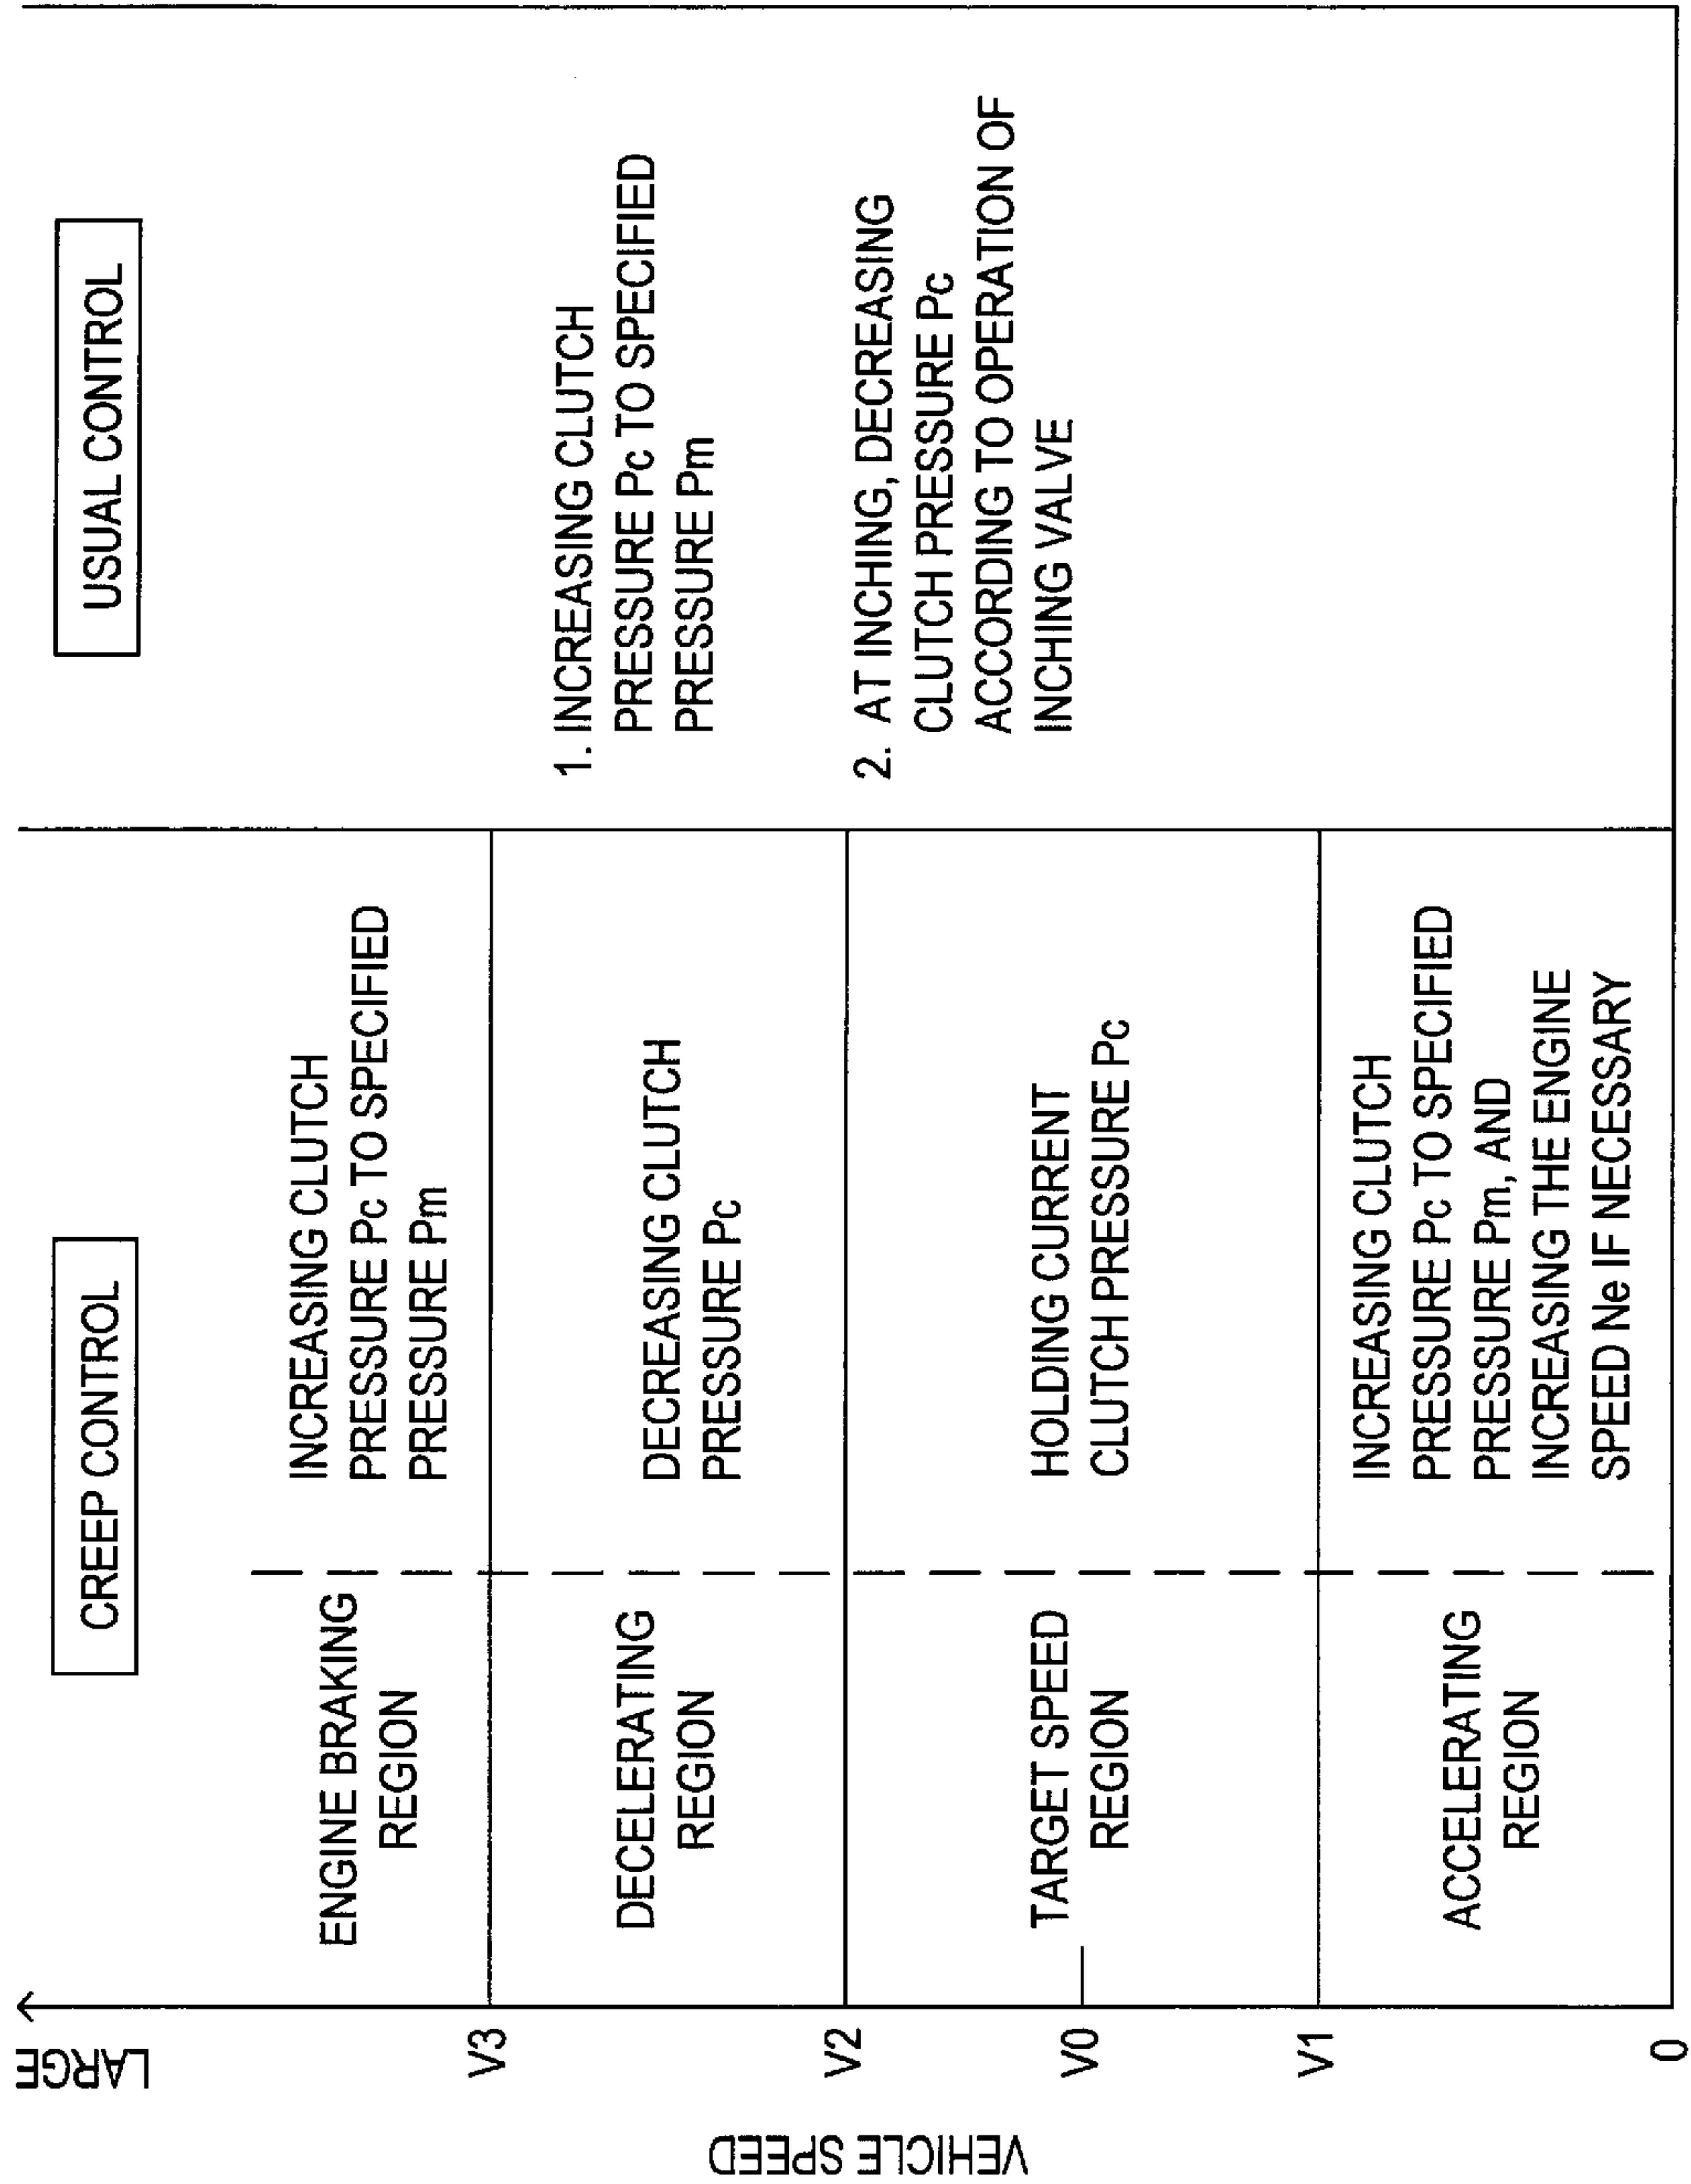 CREEP CONTROL
USUAL CONTROL
LARGE
VEHICLE SPEED
V3
V2
V0
V1
0
ENGINE BRAKING
REGION
INCREASING CLUTCH
PRESSURE Pc TO SPECIFIED
PRESSURE Pm
DECELERATING
REGION
DECREASING CLUTCH
PRESSURE Pc
TARGET SPEED
REGION
HOLDING CURRENT
CLUTCH PRESSURE Pc
ACCELERATING
REGION
INCREASING CLUTCH
PRESSURE Pc TO SPECIFIED
PRESSURE Pm, AND
INCREASING THE ENGINE
SPEED Ne IF NECESSARY
1. INCREASING CLUTCH
PRESSURE Pc TO SPECIFIED
PRESSURE Pm
2. AT INCHING, DECREASING
CLUTCH PRESSURE Pc
ACCORDING TO OPERATION OF
INCHING VALVE